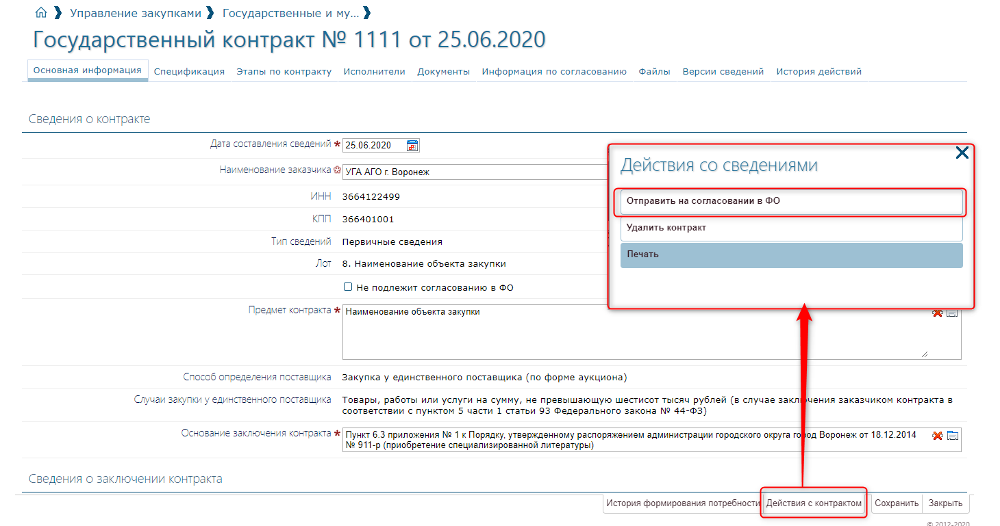 Управление закупками Государственные и му...
Государственный контракт № 1111 от 25.06.2020
Основная информация Спецификация Этапы по контракту Исполнители Документы Информация по согласованию Файлы Версии сведений История действий
Сведения о контракте
Дата составления сведений * 25.06.2020
Наименование заказчика УГА АГО г. Воронеж
ИНН 3664122499
КПП 366401001
Тип сведений Первичные сведения
Лот 8. Наименование объекта закупки
Не подлежит согласованию в ФО
Предмет контракта * Наименование объекта закупки
Действия со сведениями
Отправить на согласовании в ФО
Удалить контракт
Печать
Способ определения поставщика Закупка у единственного поставщика (по форме аукциона)
Случаи закупки у единственного поставщика Товары, работы или услуги на сумму, не превышающую шестисот тысяч рублей (в случае заключения заказчиком контракта в
соответствии с пунктом 5 части 1 статьи 93 Федерального закона № 44-ФЗ)
Основание заключения контракта * Пункт 6.3 приложения № 1 к Порядку, утвержденному распоряжением администрации городского округа город Воронеж от 18.12.2014
№ 911-р (приобретение специализированной литературы)
Сведения о заключении контракта
История формирования потребности Действия с контрактом Сохранить Закрыть
© 2012-2020